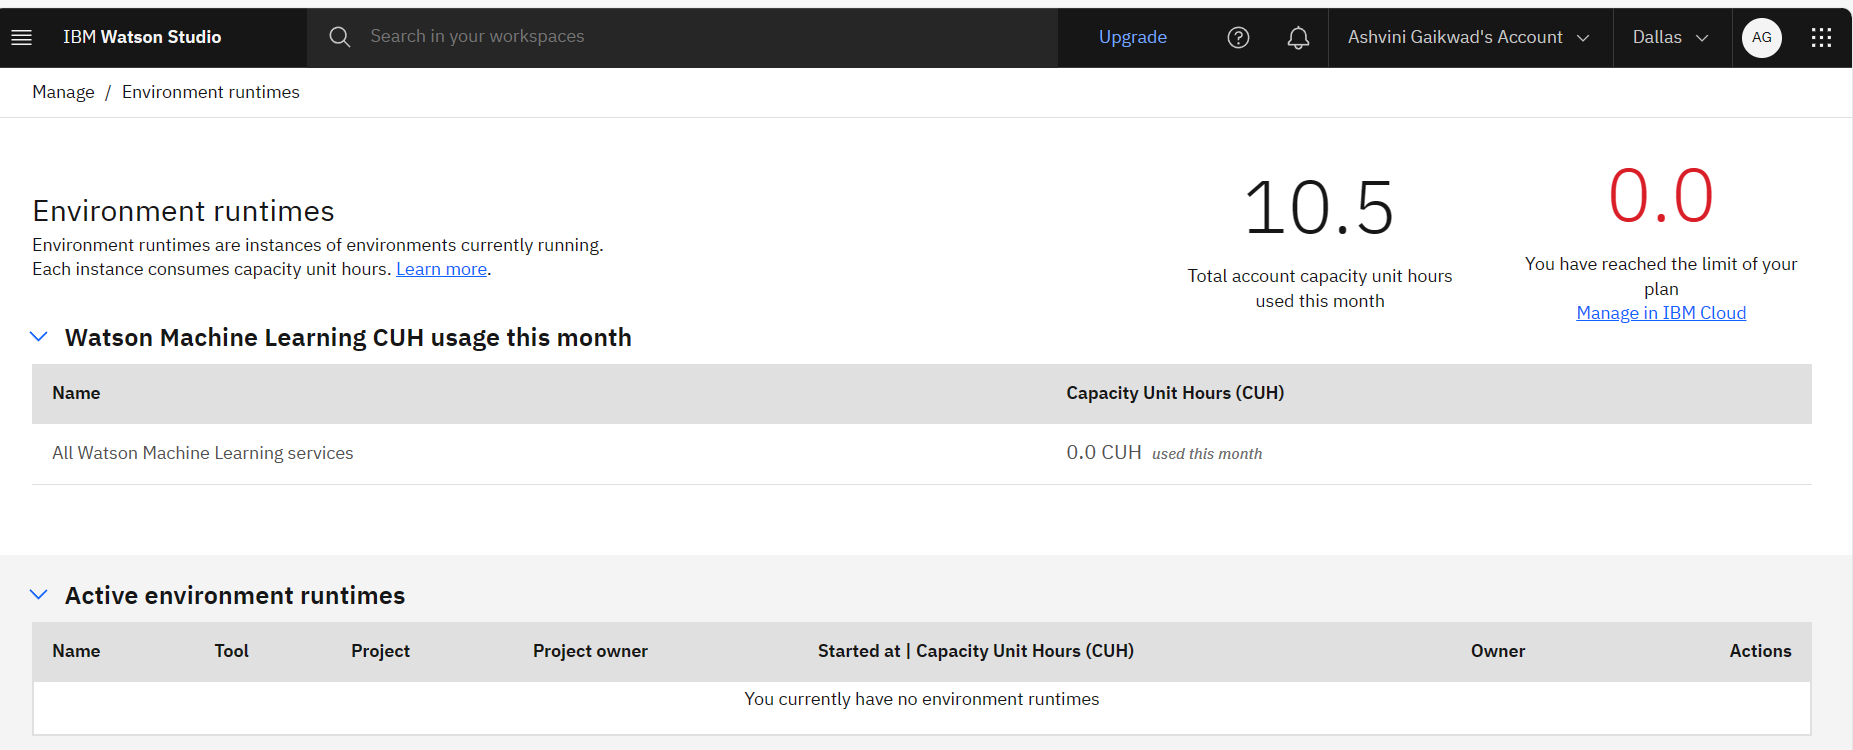 IBM Watson Studio
Search in your workspaces
Upgrade
Ashvini Gaikwad's Account
Dallas
AG
Manage / Environment runtimes
Environment runtimes
Environment runtimes are instances of environments currently running.
Each instance consumes capacity unit hours. Learn more.
10.5
Total account capacity unit hours
used this month
0.0
You have reached the limit of your
plan
Manage in IBM Cloud
Watson Machine Learning CUH usage this month
Name Capacity Unit Hours (CUH)
All Watson Machine Learning services 0.0 CUH used this month
Active environment runtimes
Name Tool Project Project owner Started at | Capacity Unit Hours (CUH) Owner Actions
You currently have no environment runtimes